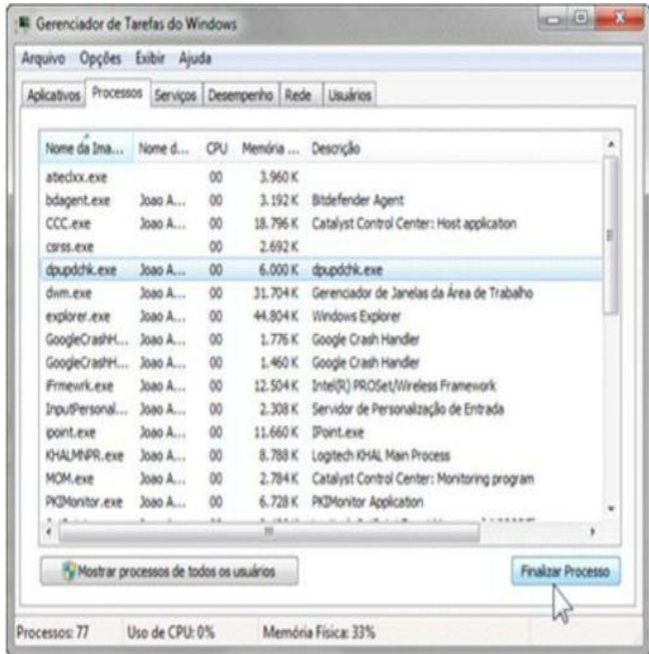 Gerenciador de Tarefas do Windows
Arquivo Opções Exibir Ajuda
Aplicativos Processos Serviços Desempenho Rede Usuários
Nome da Ima... Nome d... CPU Memória ... Descrição
atieclxx.exe 00 3.960 K
bdagent.exe Joao A... 00 3.192 K Bitdefender Agent
CCC.exe Joao A... 00 18.796 K Catalyst Control Center: Host application
csrss.exe 00 2.692 K
dpupdchk.exe Joao A... 00 6.000 K dpupdchk.exe
dwm.exe Joao A... 00 31.704 K Gerenciador de Janelas da Área de Trabalho
explorer.exe Joao A... 00 44.804 K Windows Explorer
GoogleCrashH... Joao A... 00 1.776 K Google Crash Handler
GoogleCrashH... Joao A... 00 1.460 K Google Crash Handler
iFrmewrk.exe Joao A... 00 12.504 K Intel(R) PROSet/Wireless Framework
InputPersonal... Joao A... 00 2.308 K Servidor de Personalização de Entrada
ipoint.exe Joao A... 00 11.660 K IPoint.exe
KHALMNPR.exe Joao A... 00 8.788 K Logitech KHAL Main Process
MOM.exe Joao A... 00 2.784 K Catalyst Control Center: Monitoring program
PKIMonitor.exe Joao A... 00 6.728 K PKIMonitor Application
Mostrar processos de todos os usuários Finalizar Processo
Processos: 77 Uso de CPU: 0% Memória Física: 33%